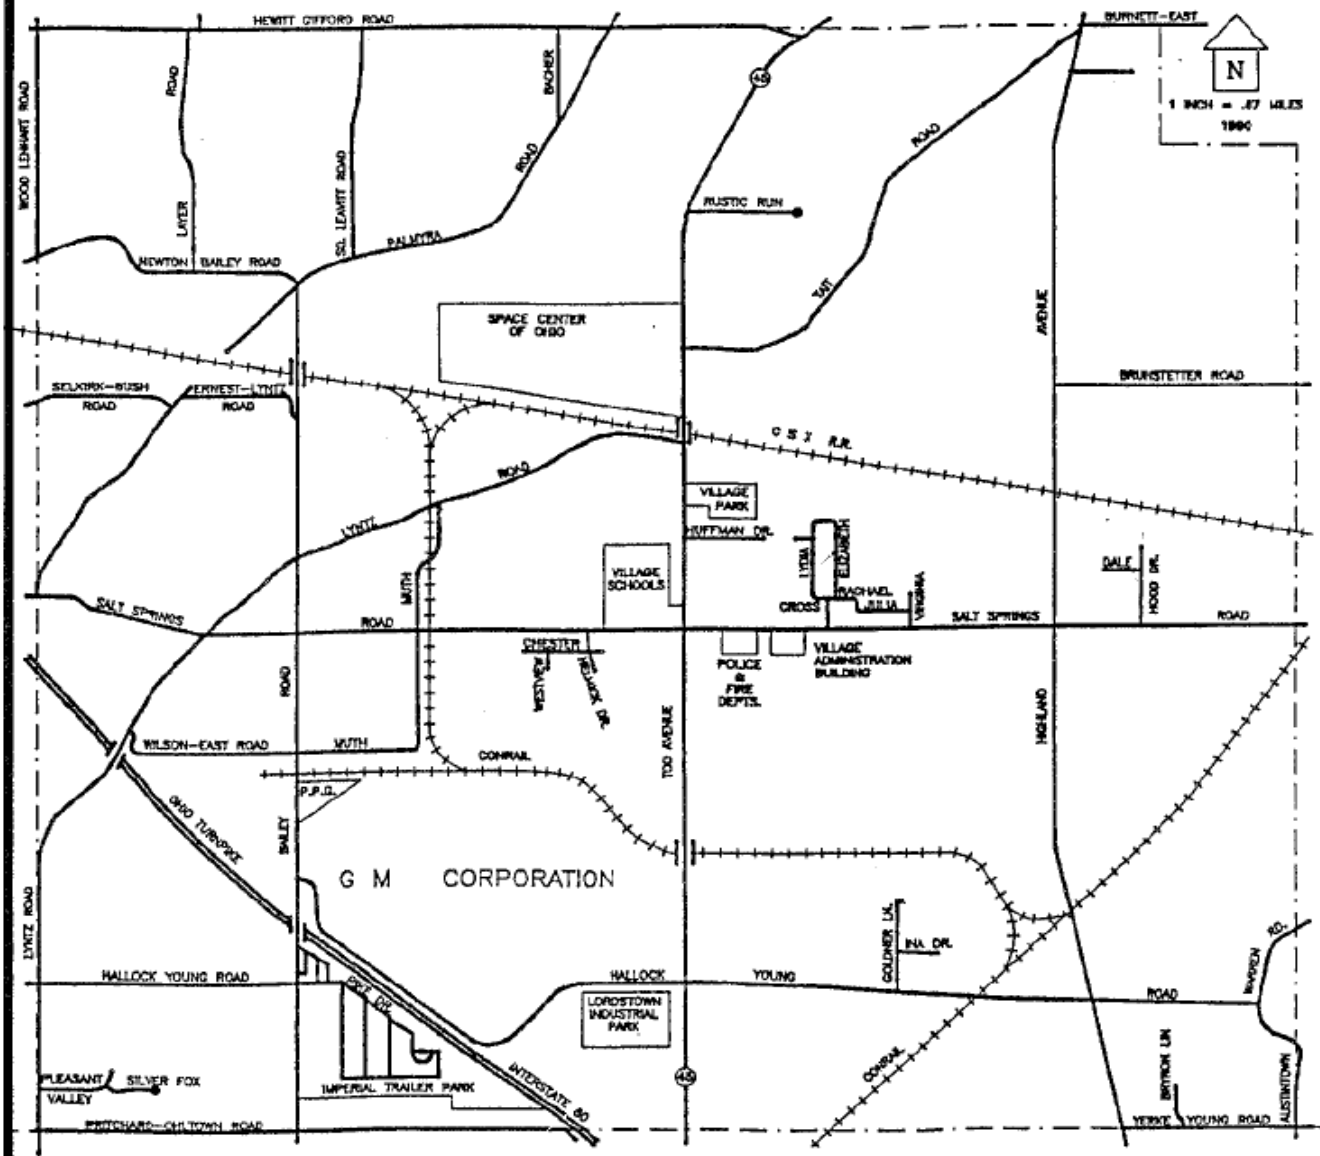 HEWITT GIFFORD ROAD
BURNETT-EAST
N
1 INCH = .87 MILES
1990
WOOD LENHART ROAD
ROAD
LAYER
SO. LEAVITT ROAD
BACHER
ROAD
PALMYRA
45
ROAD
TAIT
RUSTIC RUN
NEWTON BAILEY ROAD
SPACE CENTER
OF OHIO
AVENUE
SELKIRK-BUSH
ROAD
ERNEST-LYNTZ
ROAD
BRUNSTETTER ROAD
C S X R.R.
ROAD
LYNTZ
VILLAGE
PARK
HUFFMAN DR.
LYDIA
ELIZABETH
VILLAGE
SCHOOLS
MUTH
RACHAEL
JULIA
VIRGINIA
CROSS
DALE
HOOD DR.
SALT SPRINGS
ROAD
SALT SPRINGS
ROAD
CHESTER
WESTVIEW
HELMICK DR.
POLICE
&
FIRE
DEPTS.
VILLAGE
ADMINISTRATION
BUILDING
ROAD
TOD AVENUE
HIGHLAND
WILSON-EAST ROAD
MUTH
CONRAIL
P.P.G.
OHIO TURNPIKE
BAILEY
G M CORPORATION
LYNTZ ROAD
GOLDNER LN.
INA DR.
WARREN
RD.
HALLOCK YOUNG ROAD
PIKE DR.
HALLOCK
YOUNG
ROAD
LORDSTOWN
INDUSTRIAL
PARK
CONRAIL
PLEASANT
VALLEY
SILVER FOX
IMPERIAL TRAILER PARK
INTERSTATE 80
45
BRYRON LIN
AUSTINTOWN
PRITCHARD-OHLTOWN ROAD
YERKE YOUNG ROAD